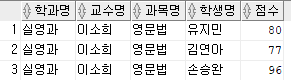 학과명 교수명 과목명 학생명 점수
1 실영과 이소희 영문법 유지민 80
2 실영과 이소희 영문법 김연아 77
3 실영과 이소희 영문법 손승완 96